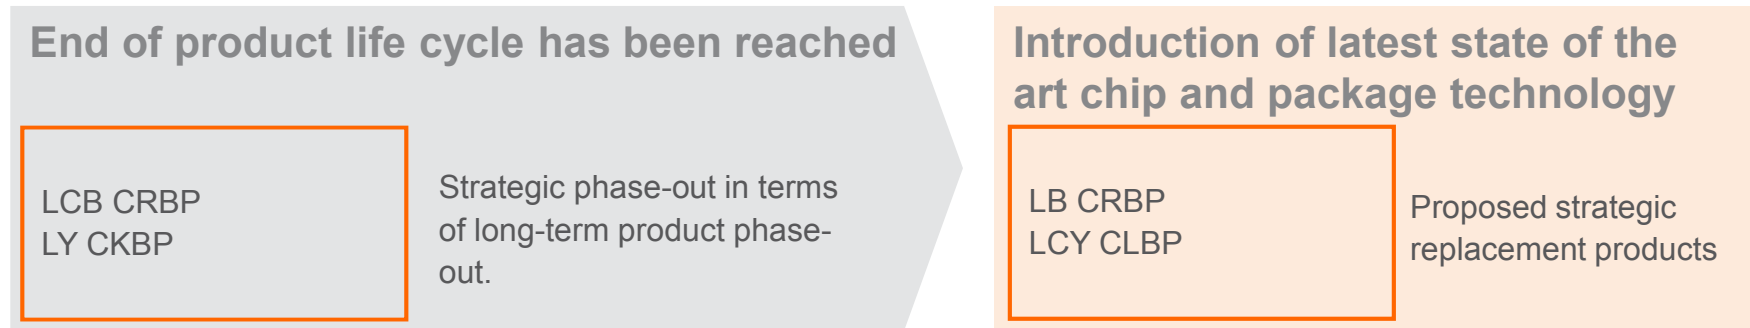 End of product life cycle has been reached
LCB CRBP
LY CKBP
Strategic phase-out in terms
of long-term product phase-
out.
Introduction of latest state of the
art chip and package technology
LB CRBP
LCY CLBP
Proposed strategic
replacement products